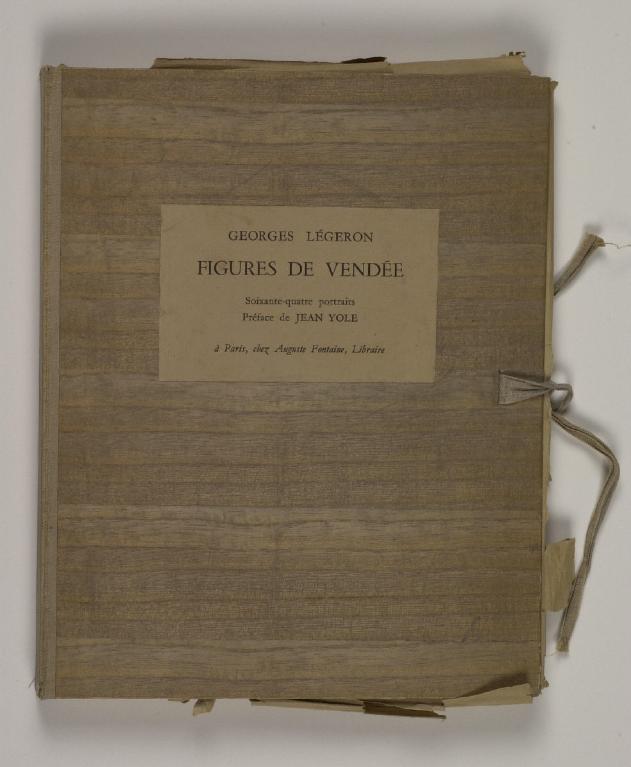 GEORGES LÉGERON
FIGURES DE VENDÉE
Soixante-quatre portraits
Préface de JEAN YOLE
à Paris, chez Auguste Fontaine, Libraire